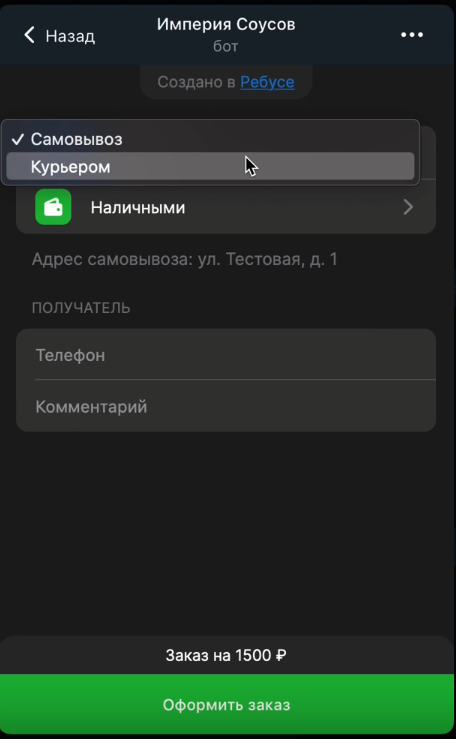 Назад
Империя Соусов
бот
Создано в Ребусе
Самовывоз
Курьером
Наличными
Адрес самовывоза: ул. Тестовая, д. 1
ПОЛУЧАТЕЛЬ
Телефон
Комментарий
Заказ на 1500 ₽
Оформить заказ